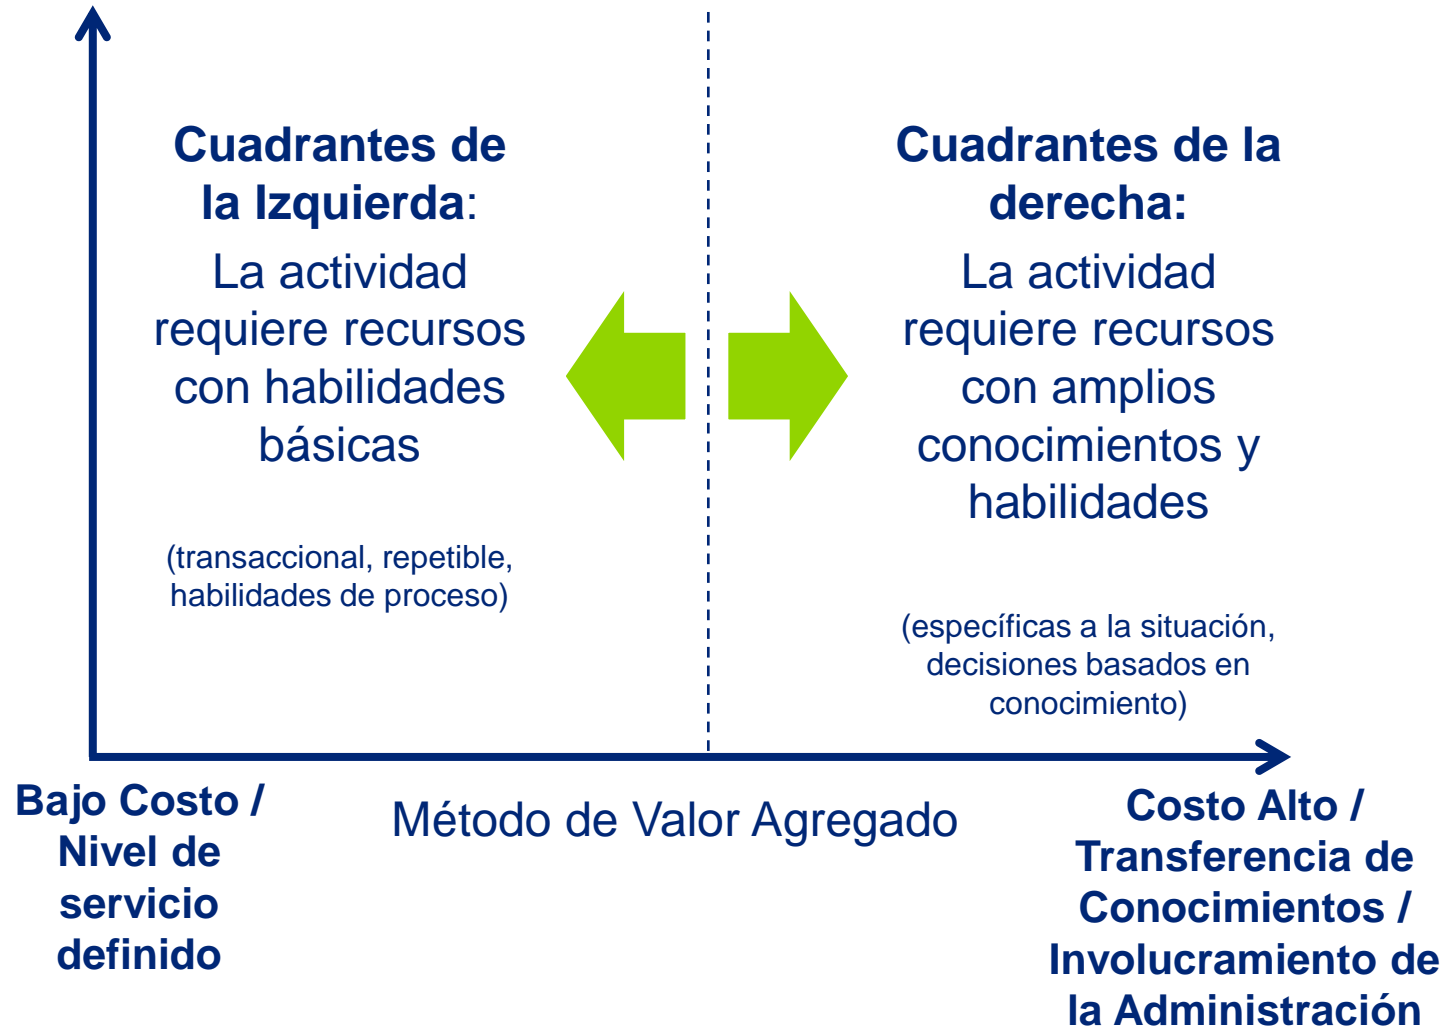 Cuadrantes de
la Izquierda:
La actividad
requiere recursos
con habilidades
básicas
(transaccional, repetible,
habilidades de proceso)
Cuadrantes de la
derecha:
La actividad
requiere recursos
con amplios
conocimientos y
habilidades
(específicas a la situación,
decisiones basados en
conocimiento)
Bajo Costo /
Nivel de
servicio
definido
Método de Valor Agregado
Costo Alto /
Transferencia de
Conocimientos /
Involucramiento de
la Administración